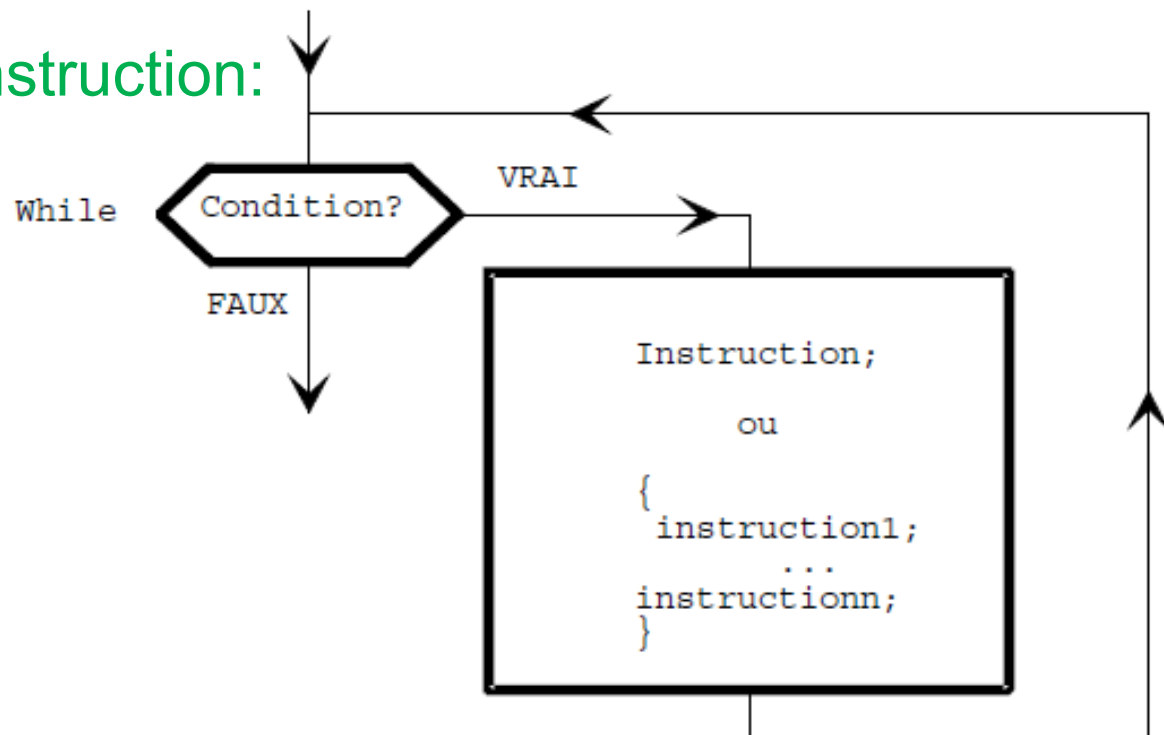 nstruction:
VRAI
While
Condition?
FAUX
Instruction;
ou
{
instruction1;
...
instructionn;
}